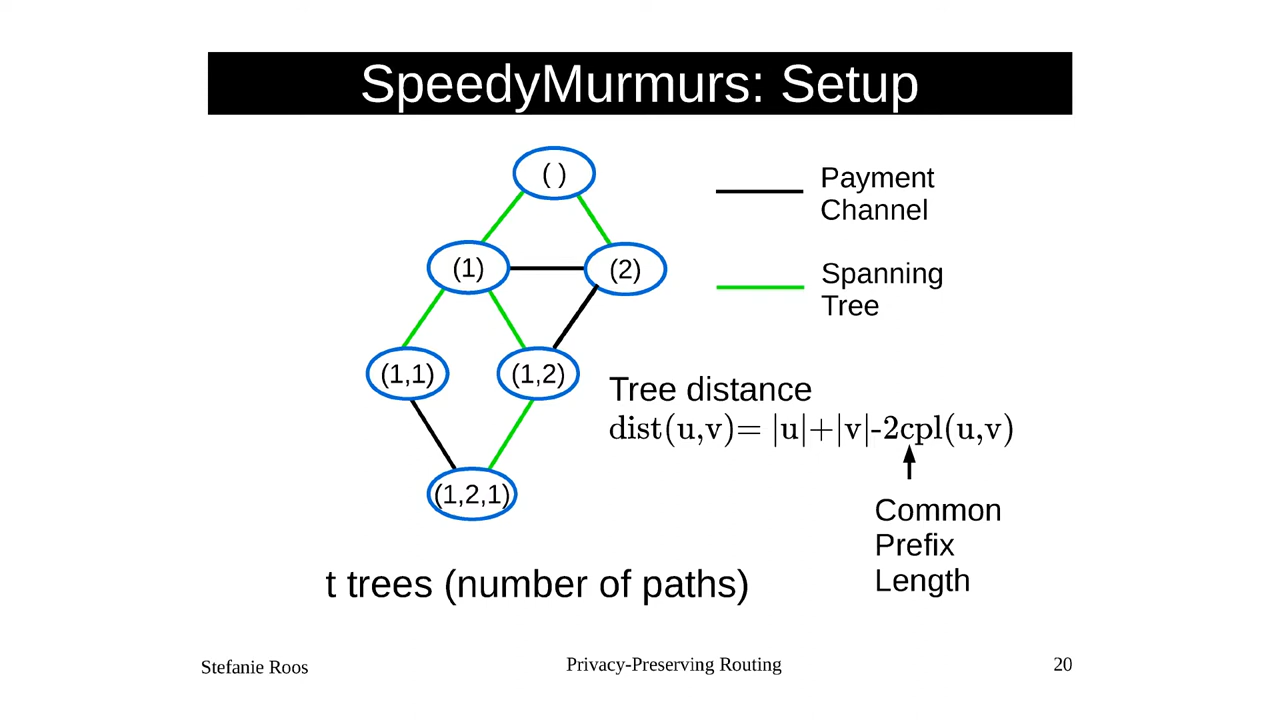 SpeedyMurmurs: Setup
( )
Payment
Channel
(1)
(2)
Spanning
Tree
(1,1)
(1,2)
Tree distance
dist(u,v)= |u|+|v|-2cpl(u,v)
(1,2,1)
Common
Prefix
Length
t trees (number of paths)
Stefanie Roos
Privacy-Preserving Routing
20